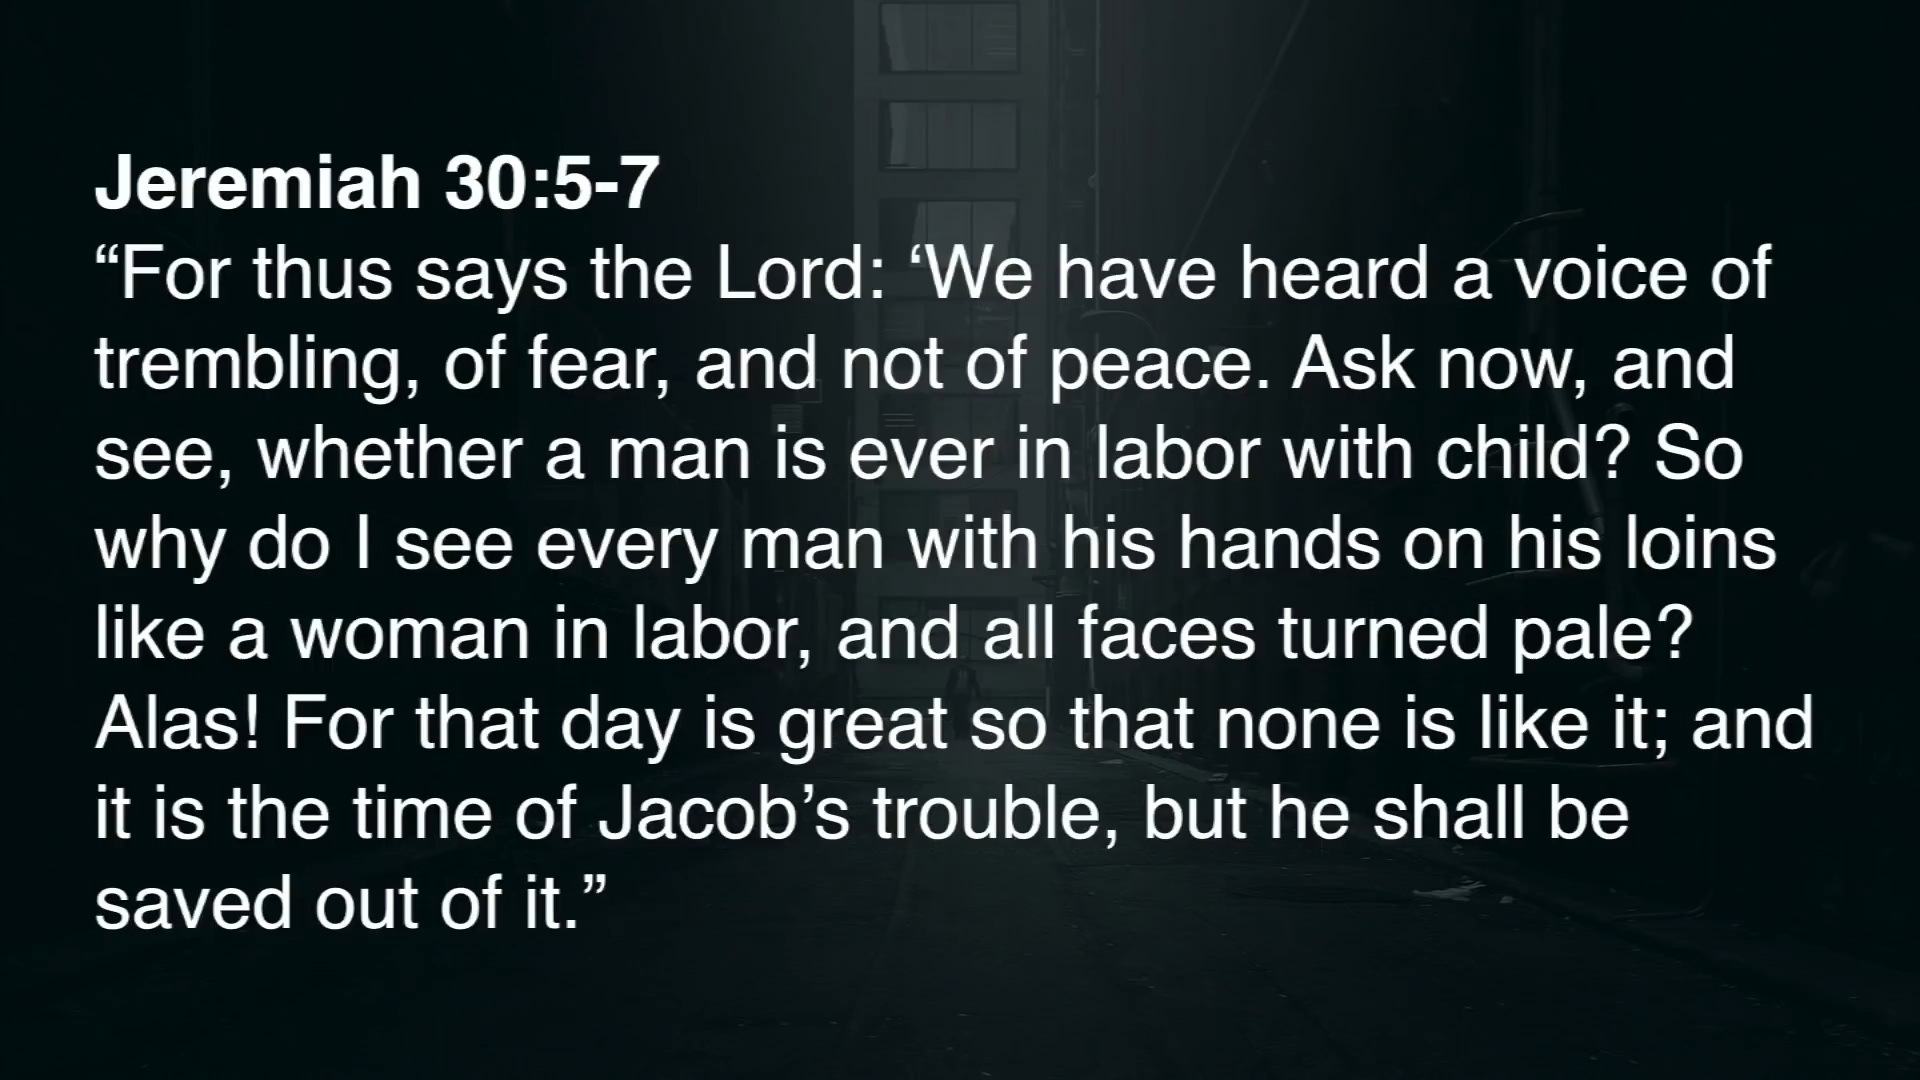 Jeremiah 30:5-7
“For thus says the Lord: ‘We have heard a voice of
trembling, of fear, and not of peace. Ask now, and
see, whether a man is ever in labor with child? So
why do I see every man with his hands on his loins
like a woman in labor, and all faces turned pale?
Alas! For that day is great so that none is like it; and
it is the time of Jacob’s trouble, but he shall be
saved out of it.”